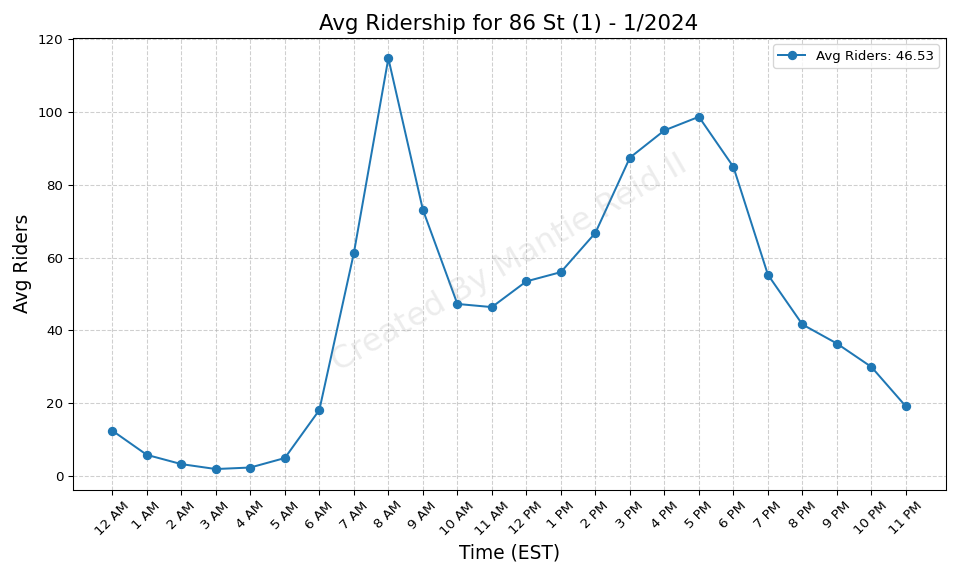 Avg Ridership for 86 St (1) - 1/2024
Avg Riders: 46.53
120
100
80
60
40
20
0
Avg Riders
Created By Mantle Reid II
12 AM
1 AM
2 AM
3 AM
4 AM
5 AM
6 AM
7 AM
8 AM
9 AM
10 AM
11 AM
12 PM
1 PM
2 PM
3 PM
4 PM
5 PM
6 PM
7 PM
8 PM
9 PM
10 PM
11 PM
Time (EST)